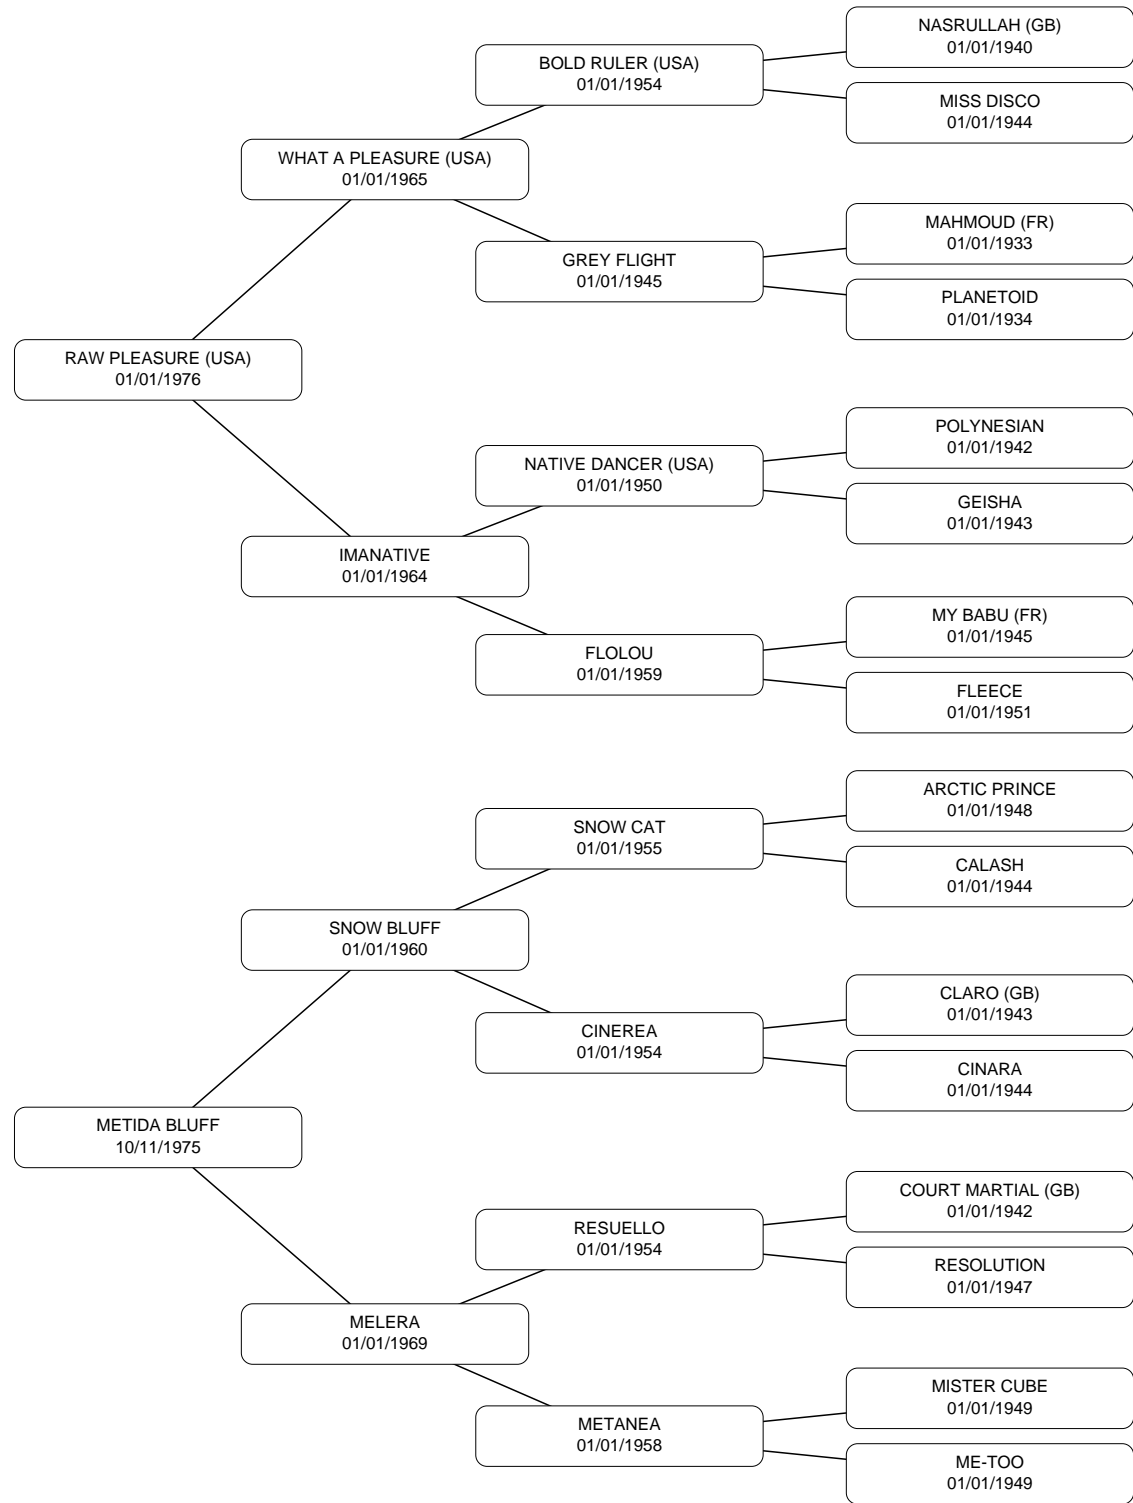 NASRULLAH (GB)
01/01/1940
BOLD RULER (USA)
01/01/1954
MISS DISCO
01/01/1944
WHAT A PLEASURE (USA)
01/01/1965
MAHMOUD (FR)
01/01/1933
GREY FLIGHT
01/01/1945
PLANETOID
01/01/1934
RAW PLEASURE (USA)
01/01/1976
POLYNESIAN
01/01/1942
NATIVE DANCER (USA)
01/01/1950
GEISHA
01/01/1943
IMANATIVE
01/01/1964
MY BABU (FR)
01/01/1945
FLOLOU
01/01/1959
FLEECE
01/01/1951
ARCTIC PRINCE
01/01/1948
SNOW CAT
01/01/1955
CALASH
01/01/1944
SNOW BLUFF
01/01/1960
CLARO (GB)
01/01/1943
CINEREA
01/01/1954
CINARA
01/01/1944
METIDA BLUFF
10/11/1975
COURT MARTIAL (GB)
01/01/1942
RESUELLO
01/01/1954
RESOLUTION
01/01/1947
MELERA
01/01/1969
MISTER CUBE
01/01/1949
METANEA
01/01/1958
ME-TOO
01/01/1949